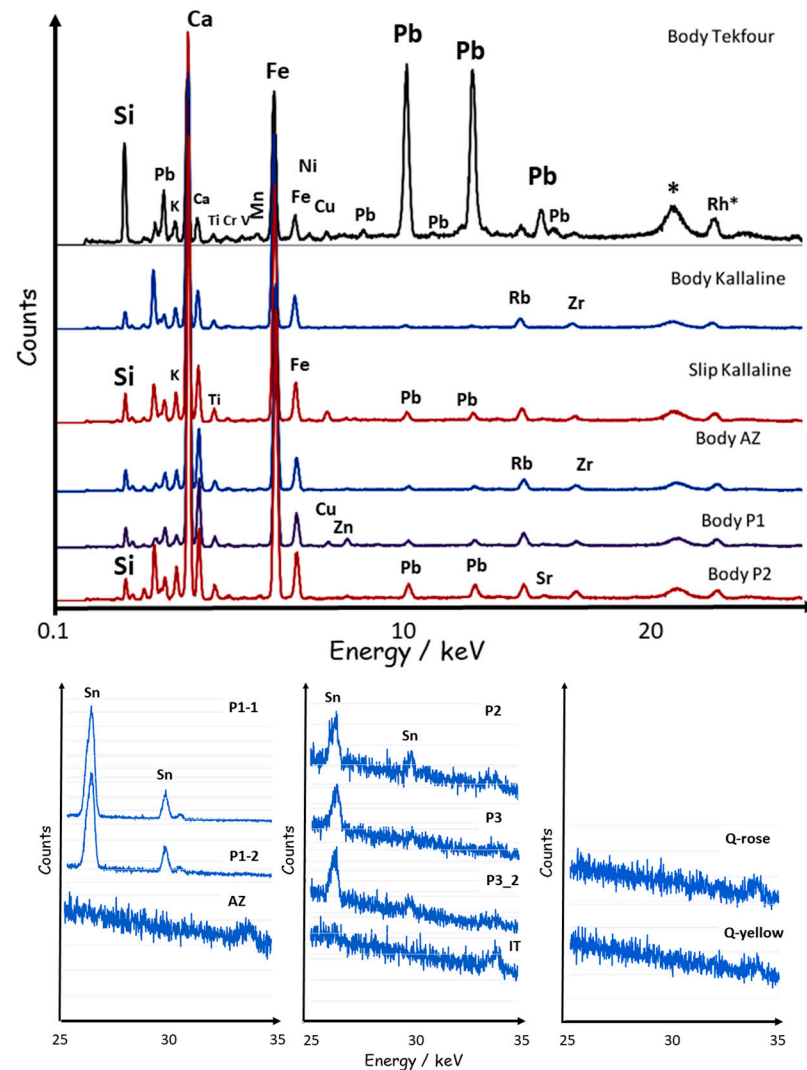 Body Tekfour
Ca
Pb
Pb
Fe
Si
Ni
Pb
Pb
K
Ca
Ti Cr V
Mn
Fe
Cu
Pb
Pb
Pb
*
Rh*
Body Kallaline
Rb
Zr
Slip Kallaline
Si
K
Ti
Fe
Pb
Pb
Body AZ
Rb
Zr
Cu
Zn
Body P1
Si
Pb
Pb
Sr
Body P2
Counts
0.1
10
20
Energy / keV
Sn
P1-1
Sn
P1-2
AZ
Counts
25
30
35
Sn
P2
Sn
P3
P3_2
IT
Counts
25
30
35
Energy / keV
Q-rose
Q-yellow
Counts
25
30
35